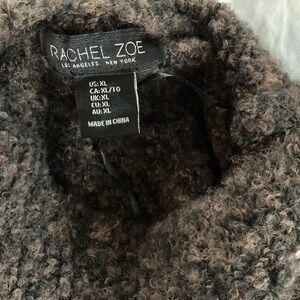 RACHEL ZOE
LOS ANGELES NEW YORK
US: XL
CA: XL/TG
UK: XL
EU: XL
AU: XL
MADE IN CHINA